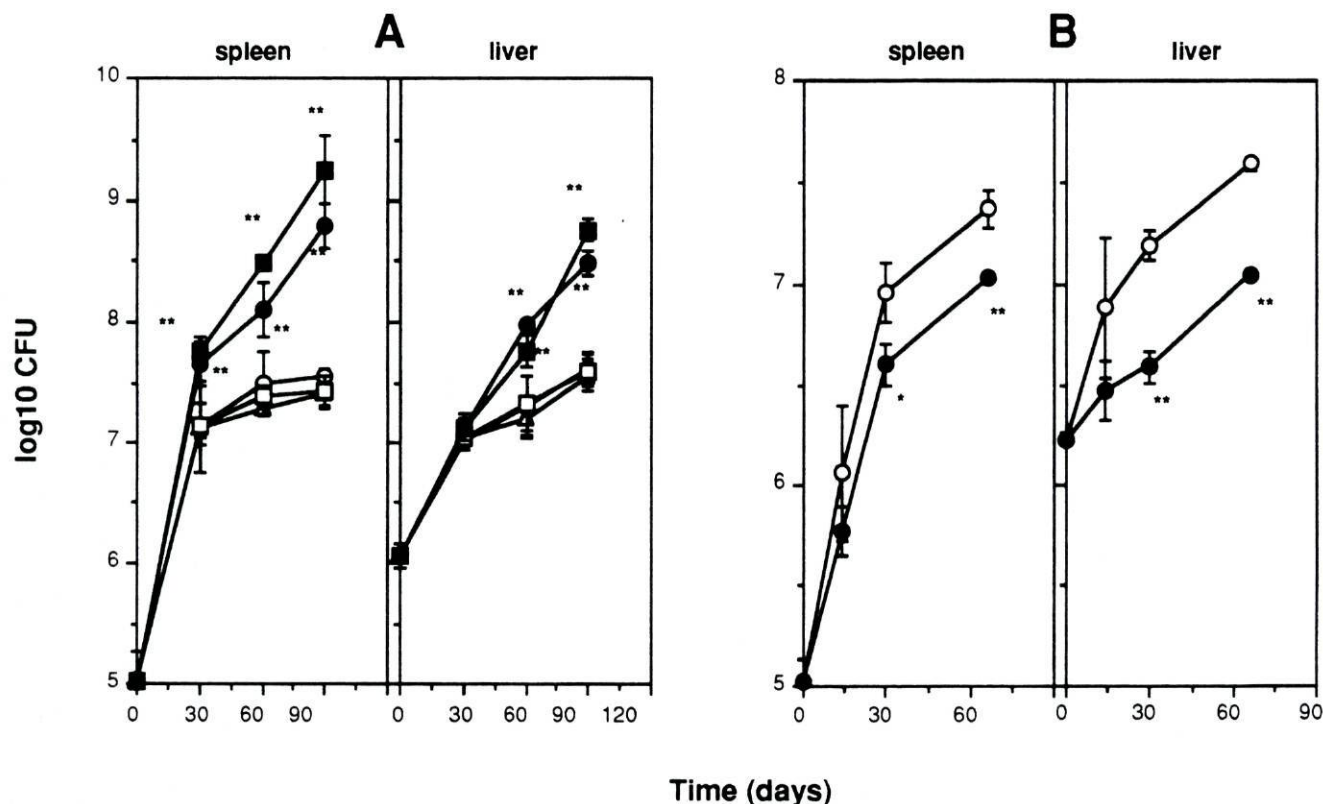 A
spleen liver
10
9
8
7
6
5
** ** ** ** ** **
** ** ** ** **
0 30 60 90 0 30 60 90 120
B
spleen liver
8
7
6
5
* ** ** **
0 30 60 0 30 60 90
log10 CFU
Time (days)